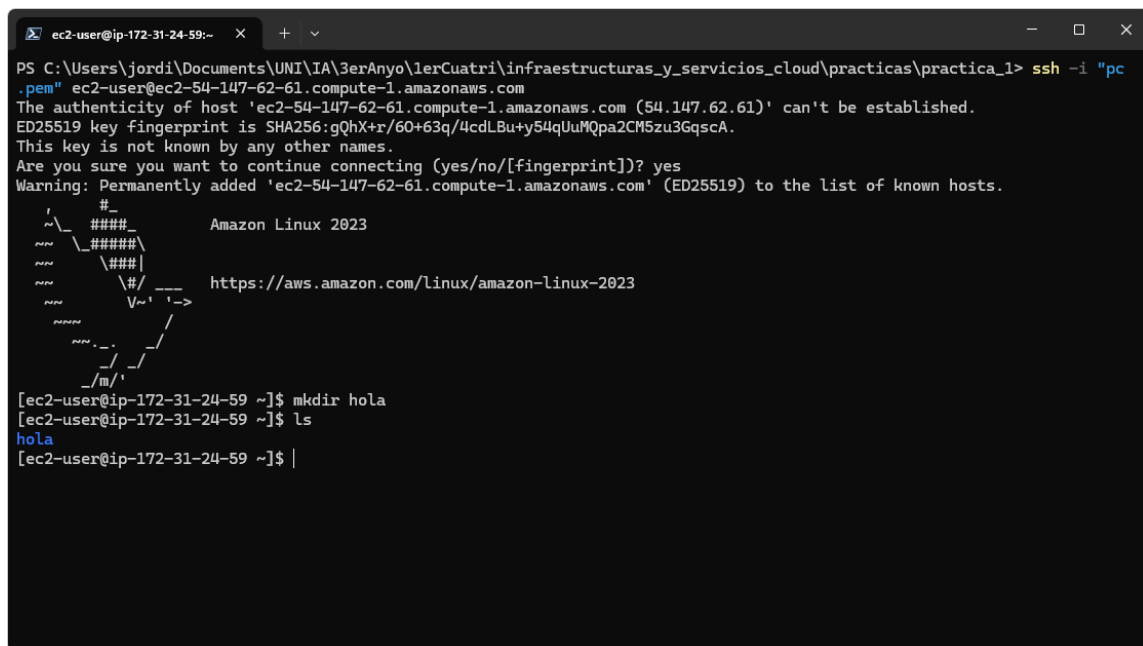 ec2-user@ip-172-31-24-59:~
PS C:\Users\jordi\Documents\UNI\IA\3erAnyo\1erCuatri\infraestructuras_y_servicios_cloud\practicas\practica_1> ssh -i "pc
.pem" ec2-user@ec2-54-147-62-61.compute-1.amazonaws.com
The authenticity of host 'ec2-54-147-62-61.compute-1.amazonaws.com (54.147.62.61)' can't be established.
ED25519 key fingerprint is SHA256:gQhX+r/6O+63q/4cdLBu+y54qUuMQpa2CM5zu3GqscA.
This key is not known by any other names.
Are you sure you want to continue connecting (yes/no/[fingerprint])? yes
Warning: Permanently added 'ec2-54-147-62-61.compute-1.amazonaws.com' (ED25519) to the list of known hosts.
   ,     #_
   ~\_  ####_        Amazon Linux 2023
  ~~  \_#####\
  ~~     \###|
  ~~       \#/ ___   https://aws.amazon.com/linux/amazon-linux-2023
   ~~       V~' '->
    ~~~         /
      ~~._.   _/
         _/ _/
       _/m/'
[ec2-user@ip-172-31-24-59 ~]$ mkdir hola
[ec2-user@ip-172-31-24-59 ~]$ ls
hola
[ec2-user@ip-172-31-24-59 ~]$